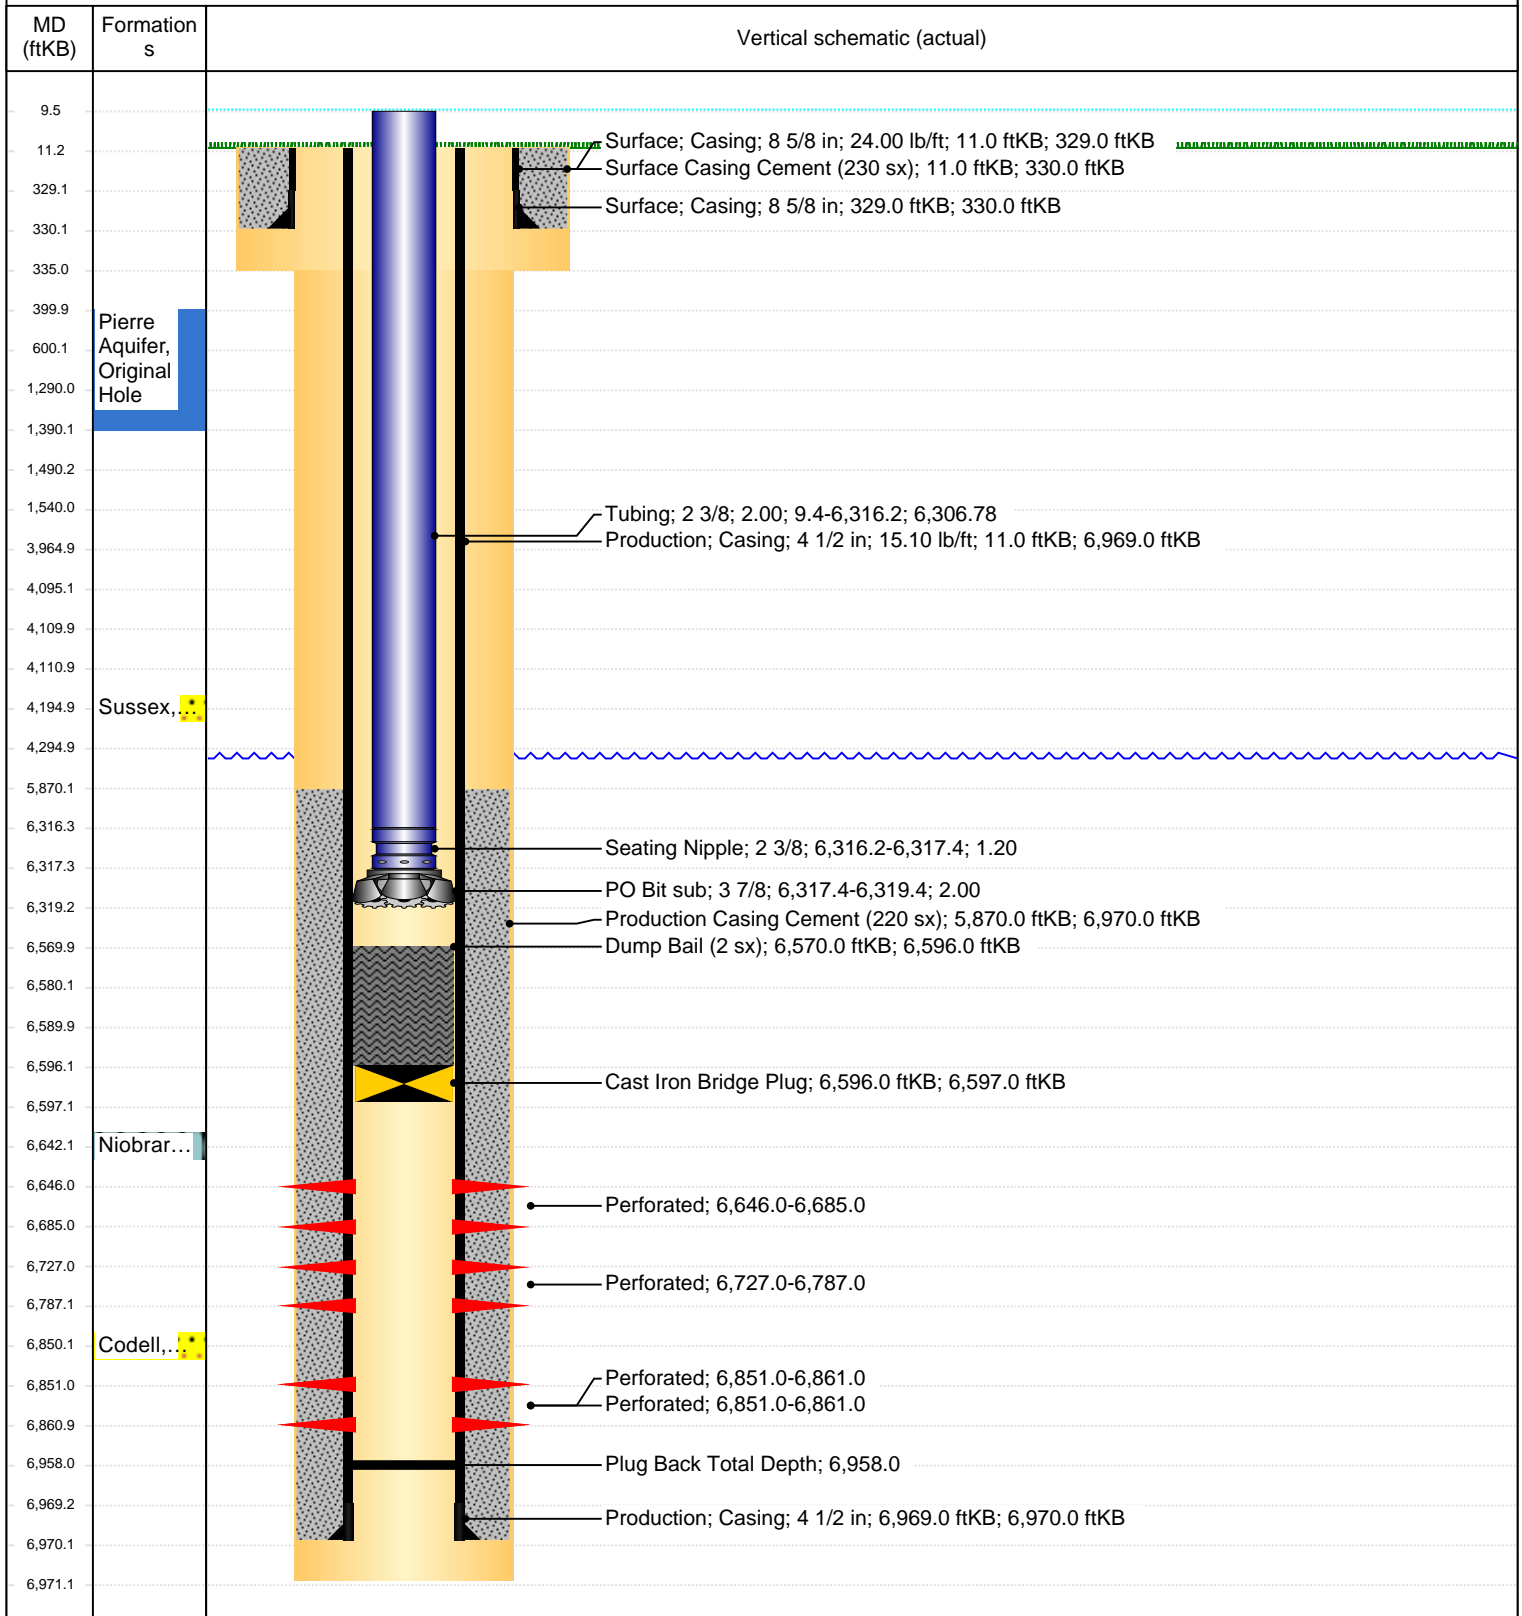 MD
(ftKB)
Formation
s
Vertical schematic (actual)
9.5
11.2
329.1
330.1
335.0
399.9
600.1
1,290.0
1,390.1
1,490.2
1,540.0
3,964.9
4,095.1
4,109.9
4,110.9
4,194.9
4,294.9
5,870.1
6,316.3
6,317.3
6,319.2
6,569.9
6,580.1
6,589.9
6,596.1
6,597.1
6,642.1
6,646.0
6,685.0
6,727.0
6,787.1
6,850.1
6,851.0
6,860.9
6,958.0
6,969.2
6,970.1
6,971.1
Pierre
Aquifer,
Original
Hole
Sussex,...
Niobrar...
Codell,...
Surface; Casing; 8 5/8 in; 24.00 lb/ft; 11.0 ftKB; 329.0 ftKB
Surface Casing Cement (230 sx); 11.0 ftKB; 330.0 ftKB
Surface; Casing; 8 5/8 in; 329.0 ftKB; 330.0 ftKB
Tubing; 2 3/8; 2.00; 9.4-6,316.2; 6,306.78
Production; Casing; 4 1/2 in; 15.10 lb/ft; 11.0 ftKB; 6,969.0 ftKB
Seating Nipple; 2 3/8; 6,316.2-6,317.4; 1.20
PO Bit sub; 3 7/8; 6,317.4-6,319.4; 2.00
Production Casing Cement (220 sx); 5,870.0 ftKB; 6,970.0 ftKB
Dump Bail (2 sx); 6,570.0 ftKB; 6,596.0 ftKB
Cast Iron Bridge Plug; 6,596.0 ftKB; 6,597.0 ftKB
Perforated; 6,646.0-6,685.0
Perforated; 6,727.0-6,787.0
Perforated; 6,851.0-6,861.0
Perforated; 6,851.0-6,861.0
Plug Back Total Depth; 6,958.0
Production; Casing; 4 1/2 in; 6,969.0 ftKB; 6,970.0 ftKB